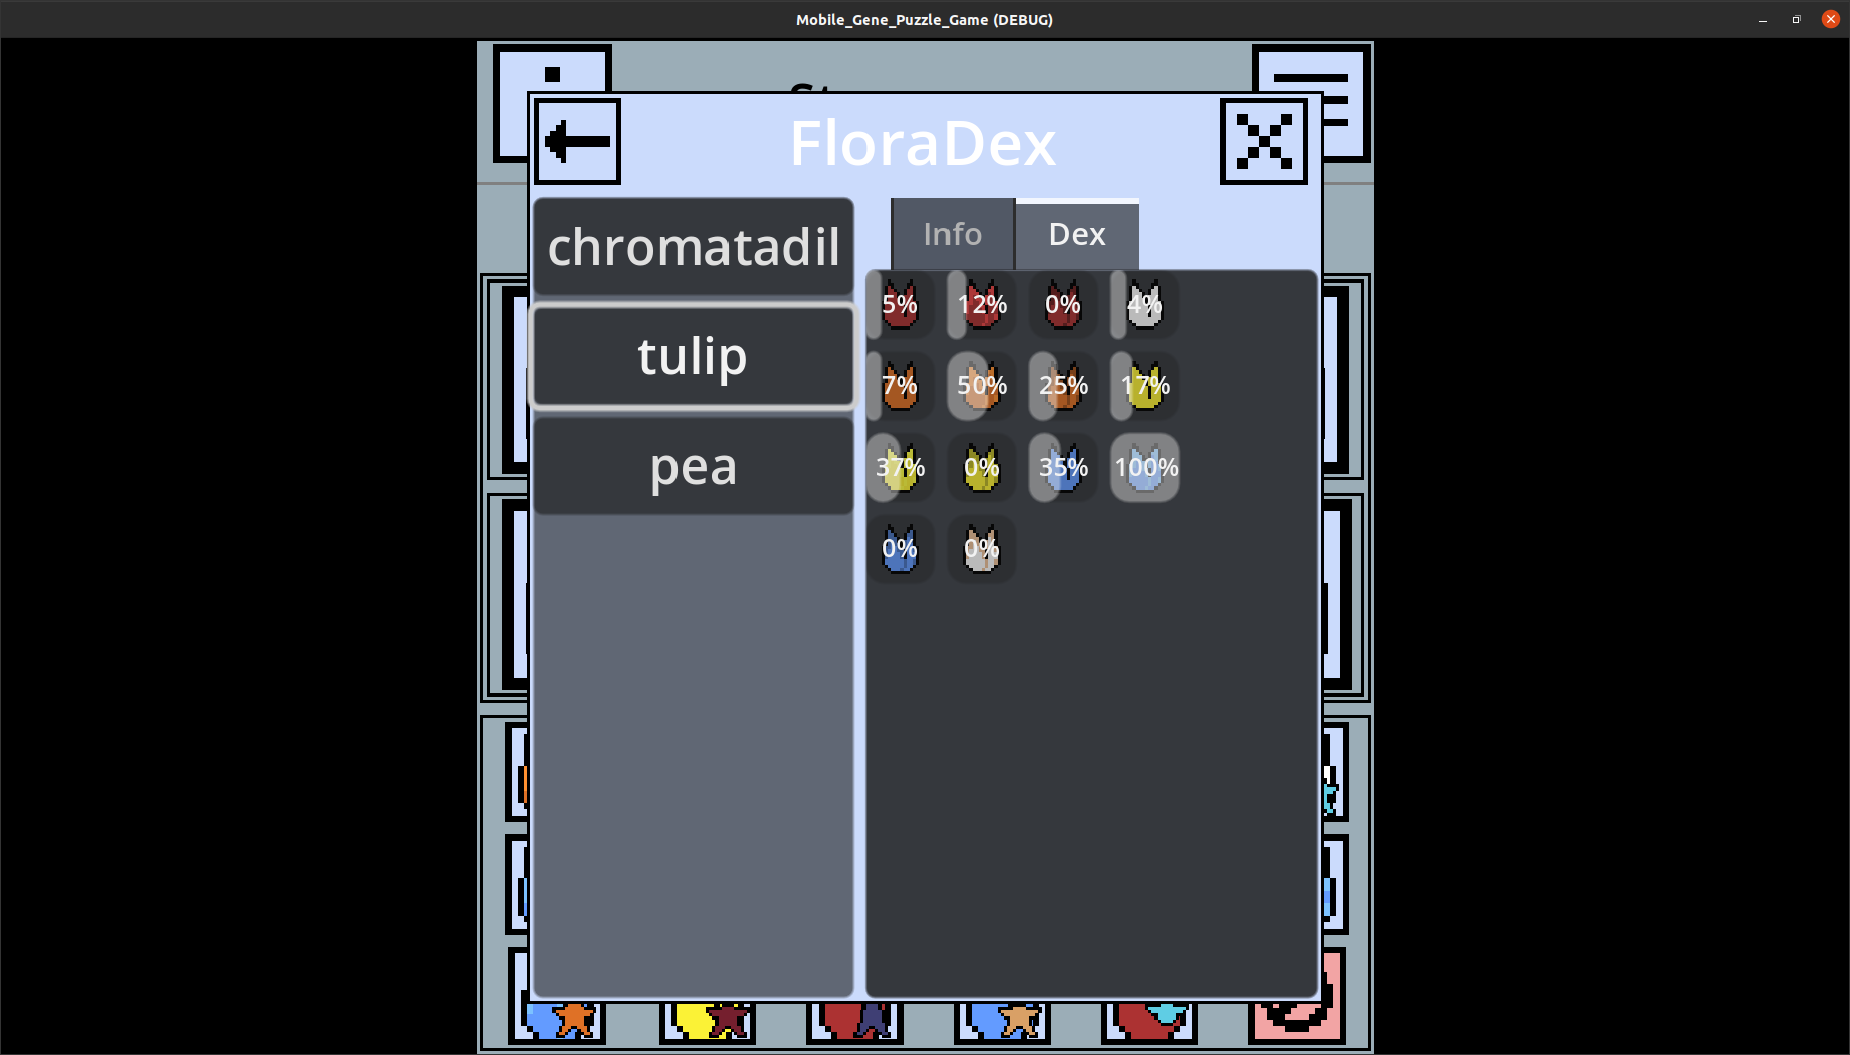 Mobile_Gene_Puzzle_Game (DEBUG)
FloraDex
chromatadil
tulip
pea
Info Dex
5% 12% 0% 4%
7% 50% 25% 17%
37% 0% 35% 100%
0% 0%